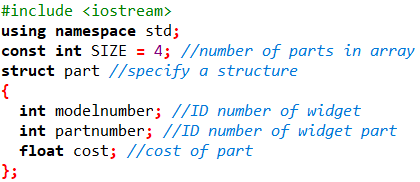 #include <iostream>
using namespace std;
const int SIZE = 4; //number of parts in array
struct part //specify a structure
{
int modelnumber; //ID number of widget
int partnumber; //ID number of widget part
float cost; //cost of part
};